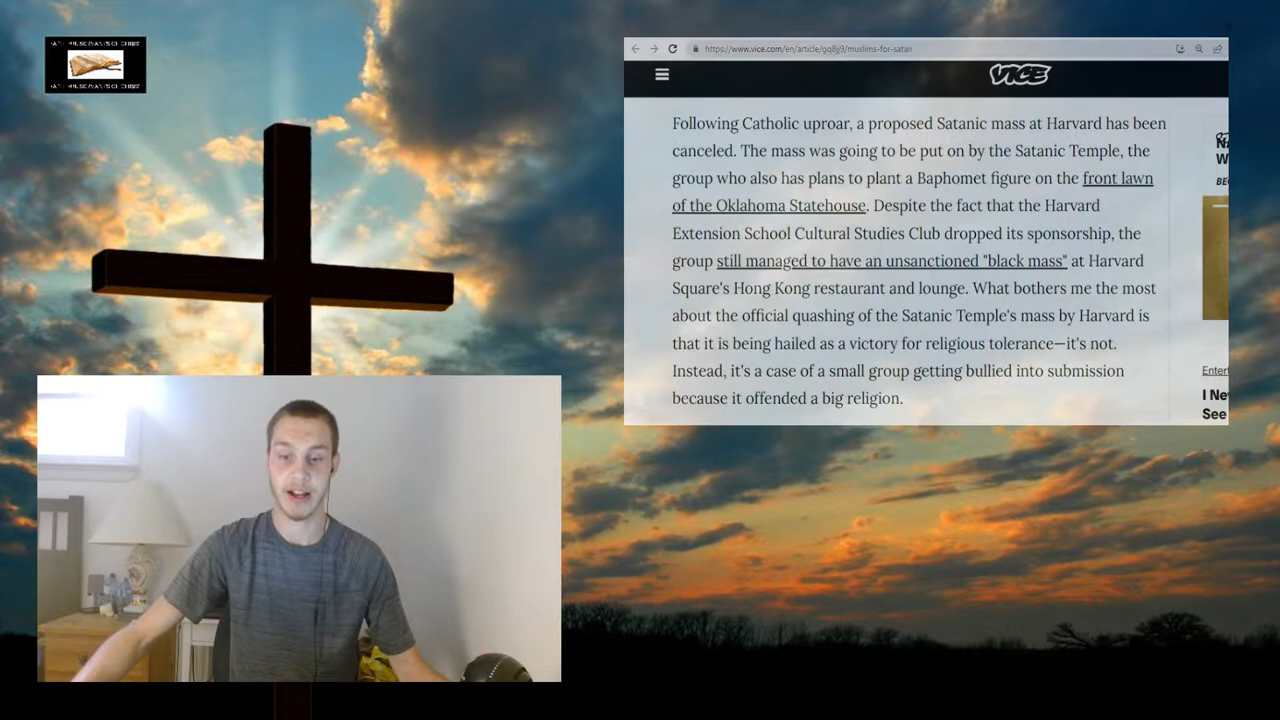 https://www.vice.com/en/article/gq8jj9/muslims-for-satan
VICE
Following Catholic uproar, a proposed Satanic mass at Harvard has been
canceled. The mass was going to be put on by the Satanic Temple, the
group who also has plans to plant a Baphomet figure on the front lawn
of the Oklahoma Statehouse. Despite the fact that the Harvard
Extension School Cultural Studies Club dropped its sponsorship, the
group still managed to have an unsanctioned "black mass" at Harvard
Square's Hong Kong restaurant and lounge. What bothers me the most
about the official quashing of the Satanic Temple's mass by Harvard is
that it is being hailed as a victory for religious tolerance—it's not.
Instead, it's a case of a small group getting bullied into submission
because it offended a big religion.
I Ne
See